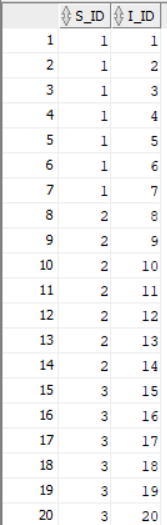 S_ID I_ID
1 1 1
2 1 2
3 1 3
4 1 4
5 1 5
6 1 6
7 1 7
8 2 8
9 2 9
10 2 10
11 2 11
12 2 12
13 2 13
14 2 14
15 3 15
16 3 16
17 3 17
18 3 18
19 3 19
20 3 20